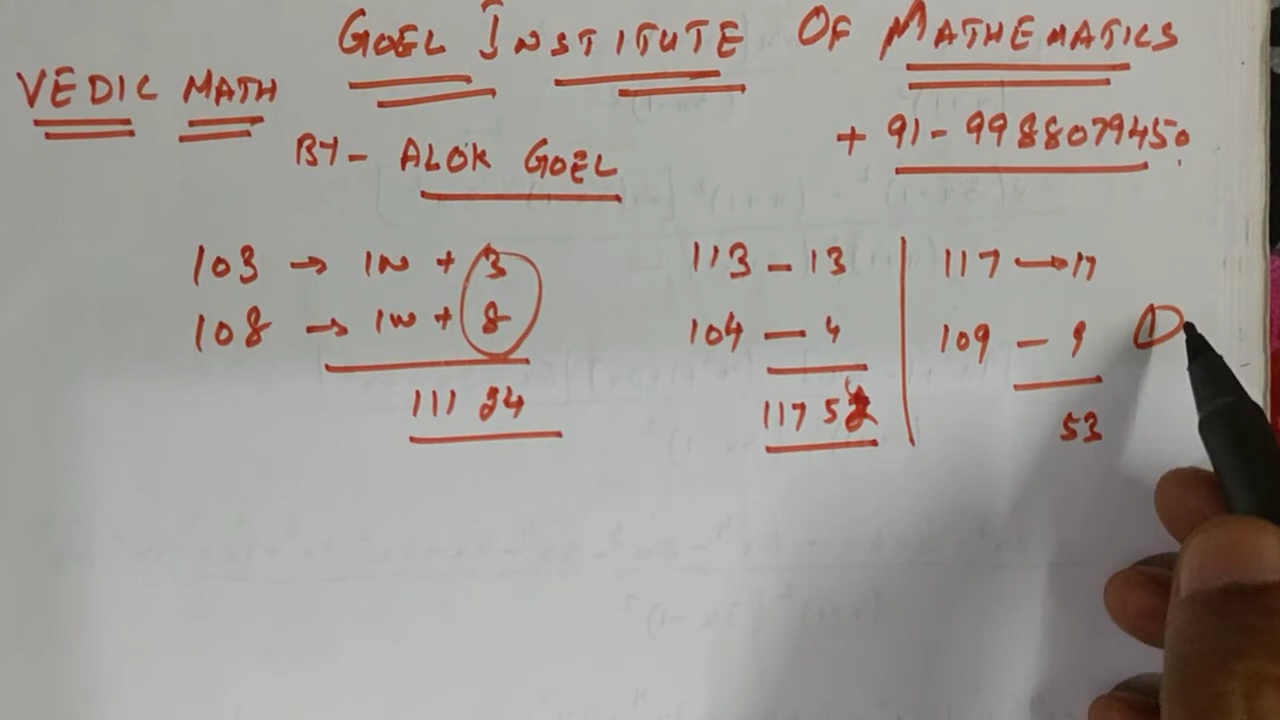 GOEL INSTITUTE OF MATHEMATICS
VEDIC MATH
+ 91 - 9988079450
BY - ALOK GOEL
103 → 100 + 3
108 → 100 + 8
111 24
113 - 13
104 - 4
117 52
117 → 17
109 - 9
53
1